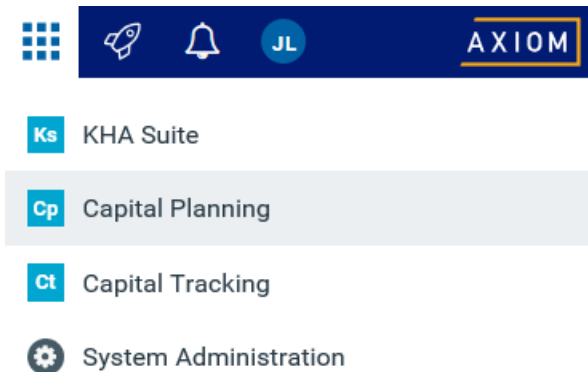 JL AXIOM
Ks KHA Suite
Cp Capital Planning
Ct Capital Tracking
System Administration